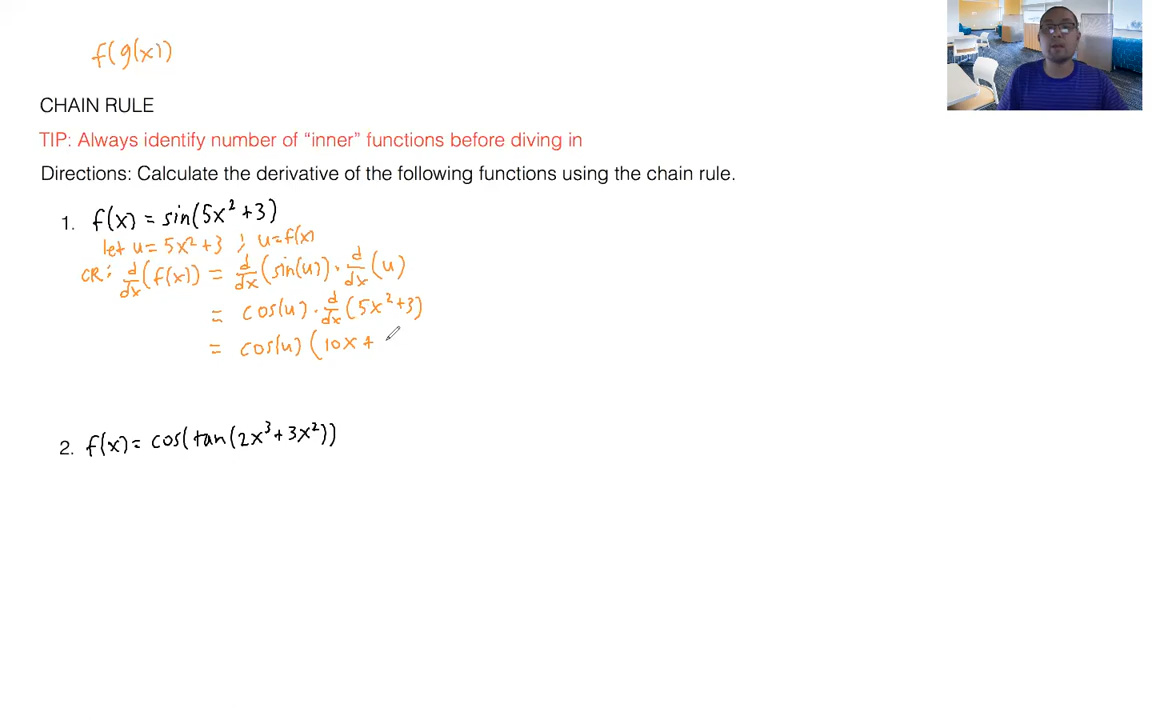 f(g(x))
CHAIN RULE
TIP: Always identify number of “inner” functions before diving in
Directions: Calculate the derivative of the following functions using the chain rule.
1. f(x) = sin(5x² + 3)
let u = 5x² + 3 ; u = f(x)
CR: d/dx (f(x)) = d/dx (sin(u)) · d/dx (u)
= cos(u) · d/dx (5x² + 3)
= cos(u) (10x +
2. f(x) = cos(tan(2x³ + 3x²))